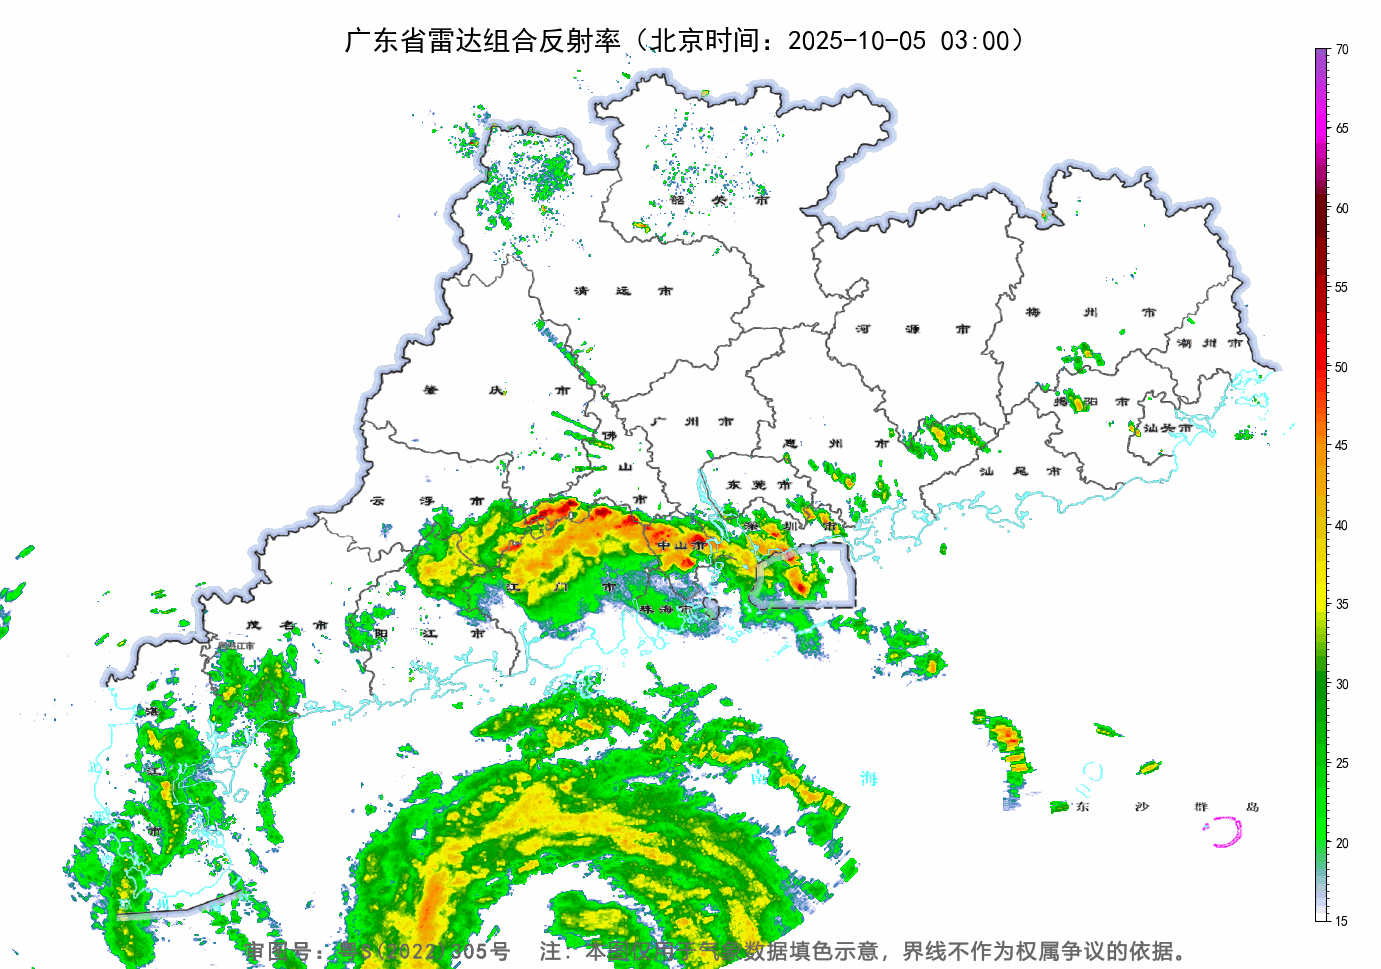 广东省雷达组合反射率（北京时间：2025-10-05 03:00）
70
65
60
55
50
45
40
35
30
25
20
15
韶关市
清远市
河源市
梅州市
潮州市
肇庆市
揭阳市
广州市
汕头市
佛山市
惠州市
汕尾市
东莞市
云浮市
深圳市
中山市
江门市
珠海市
茂名市
阳江市
湛江市
南海
东沙群岛
审图号：粤S(2022)305号 注：本图仅用于气象数据填色示意，界线不作为权属争议的依据。